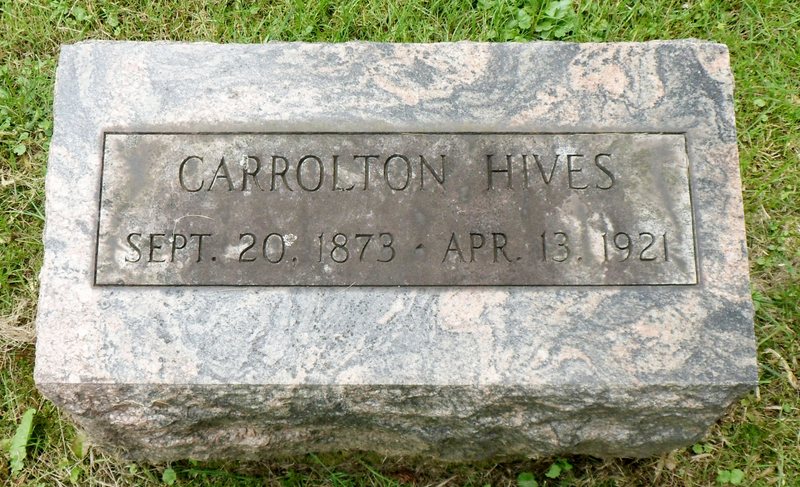 CARROLTON HIVES
SEPT. 20, 1873 - APR. 13, 1921